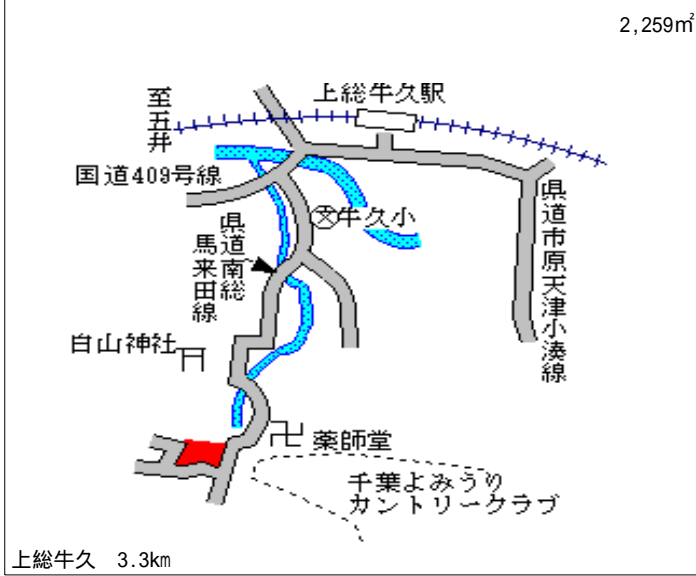 2,259㎡
上総牛久駅
至五井
国道409号線
牛久小
県道南総
馬来田線
県道市原天津小湊線
白山神社
薬師堂
千葉よみうり
カントリークラブ
上総牛久 3.3km